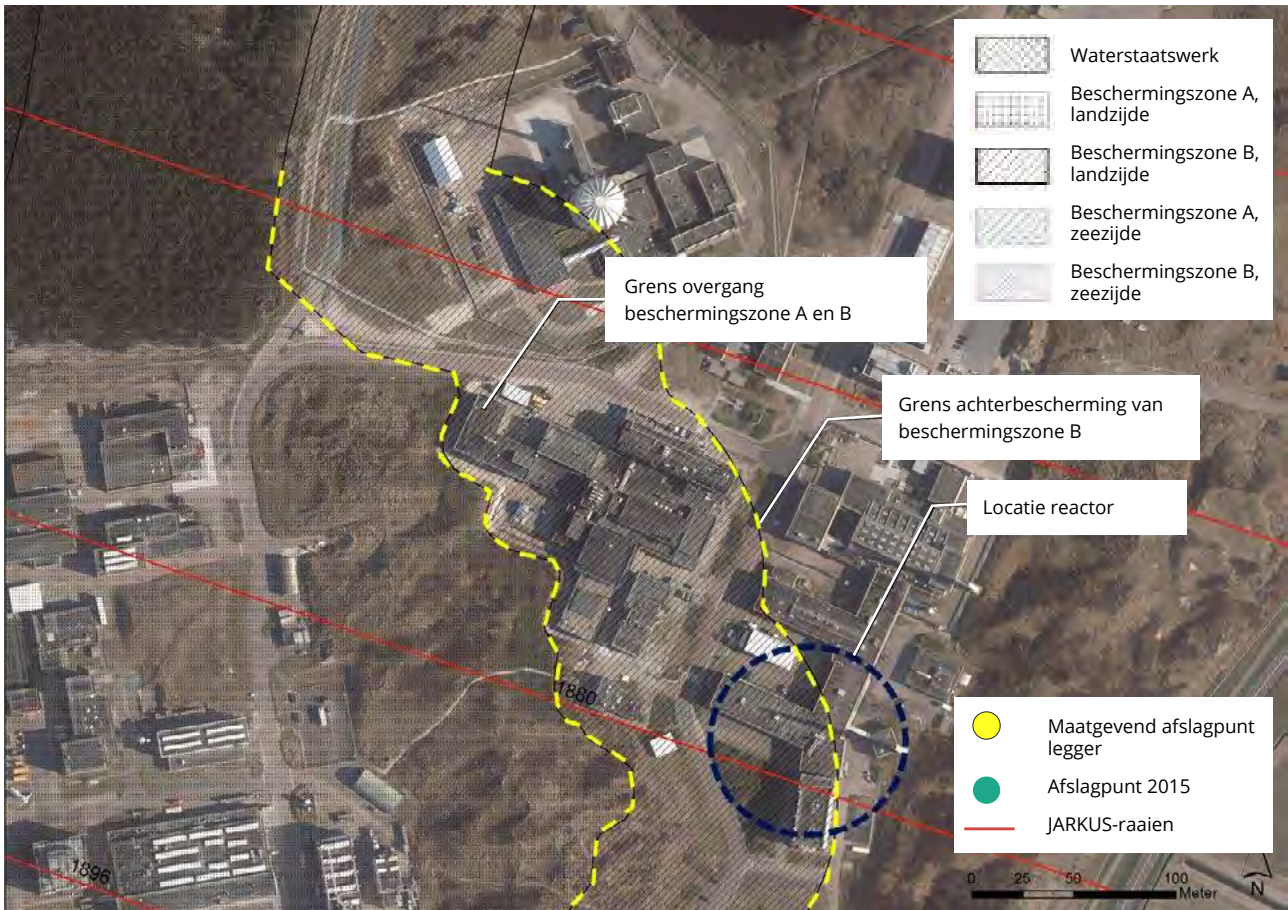 Waterstaatswerk
Beschermingszone A,
landzijde
Beschermingszone B,
landzijde
Beschermingszone A,
zeezijde
Beschermingszone B,
zeezijde
Grens overgang
beschermingszone A en B
Grens achterbescherming van
beschermingszone B
Locatie reactor
1880
1896
Maatgevend afslagpunt
legger
Afslagpunt 2015
JARKUS-raaien
0 25 50 100
Meter
N